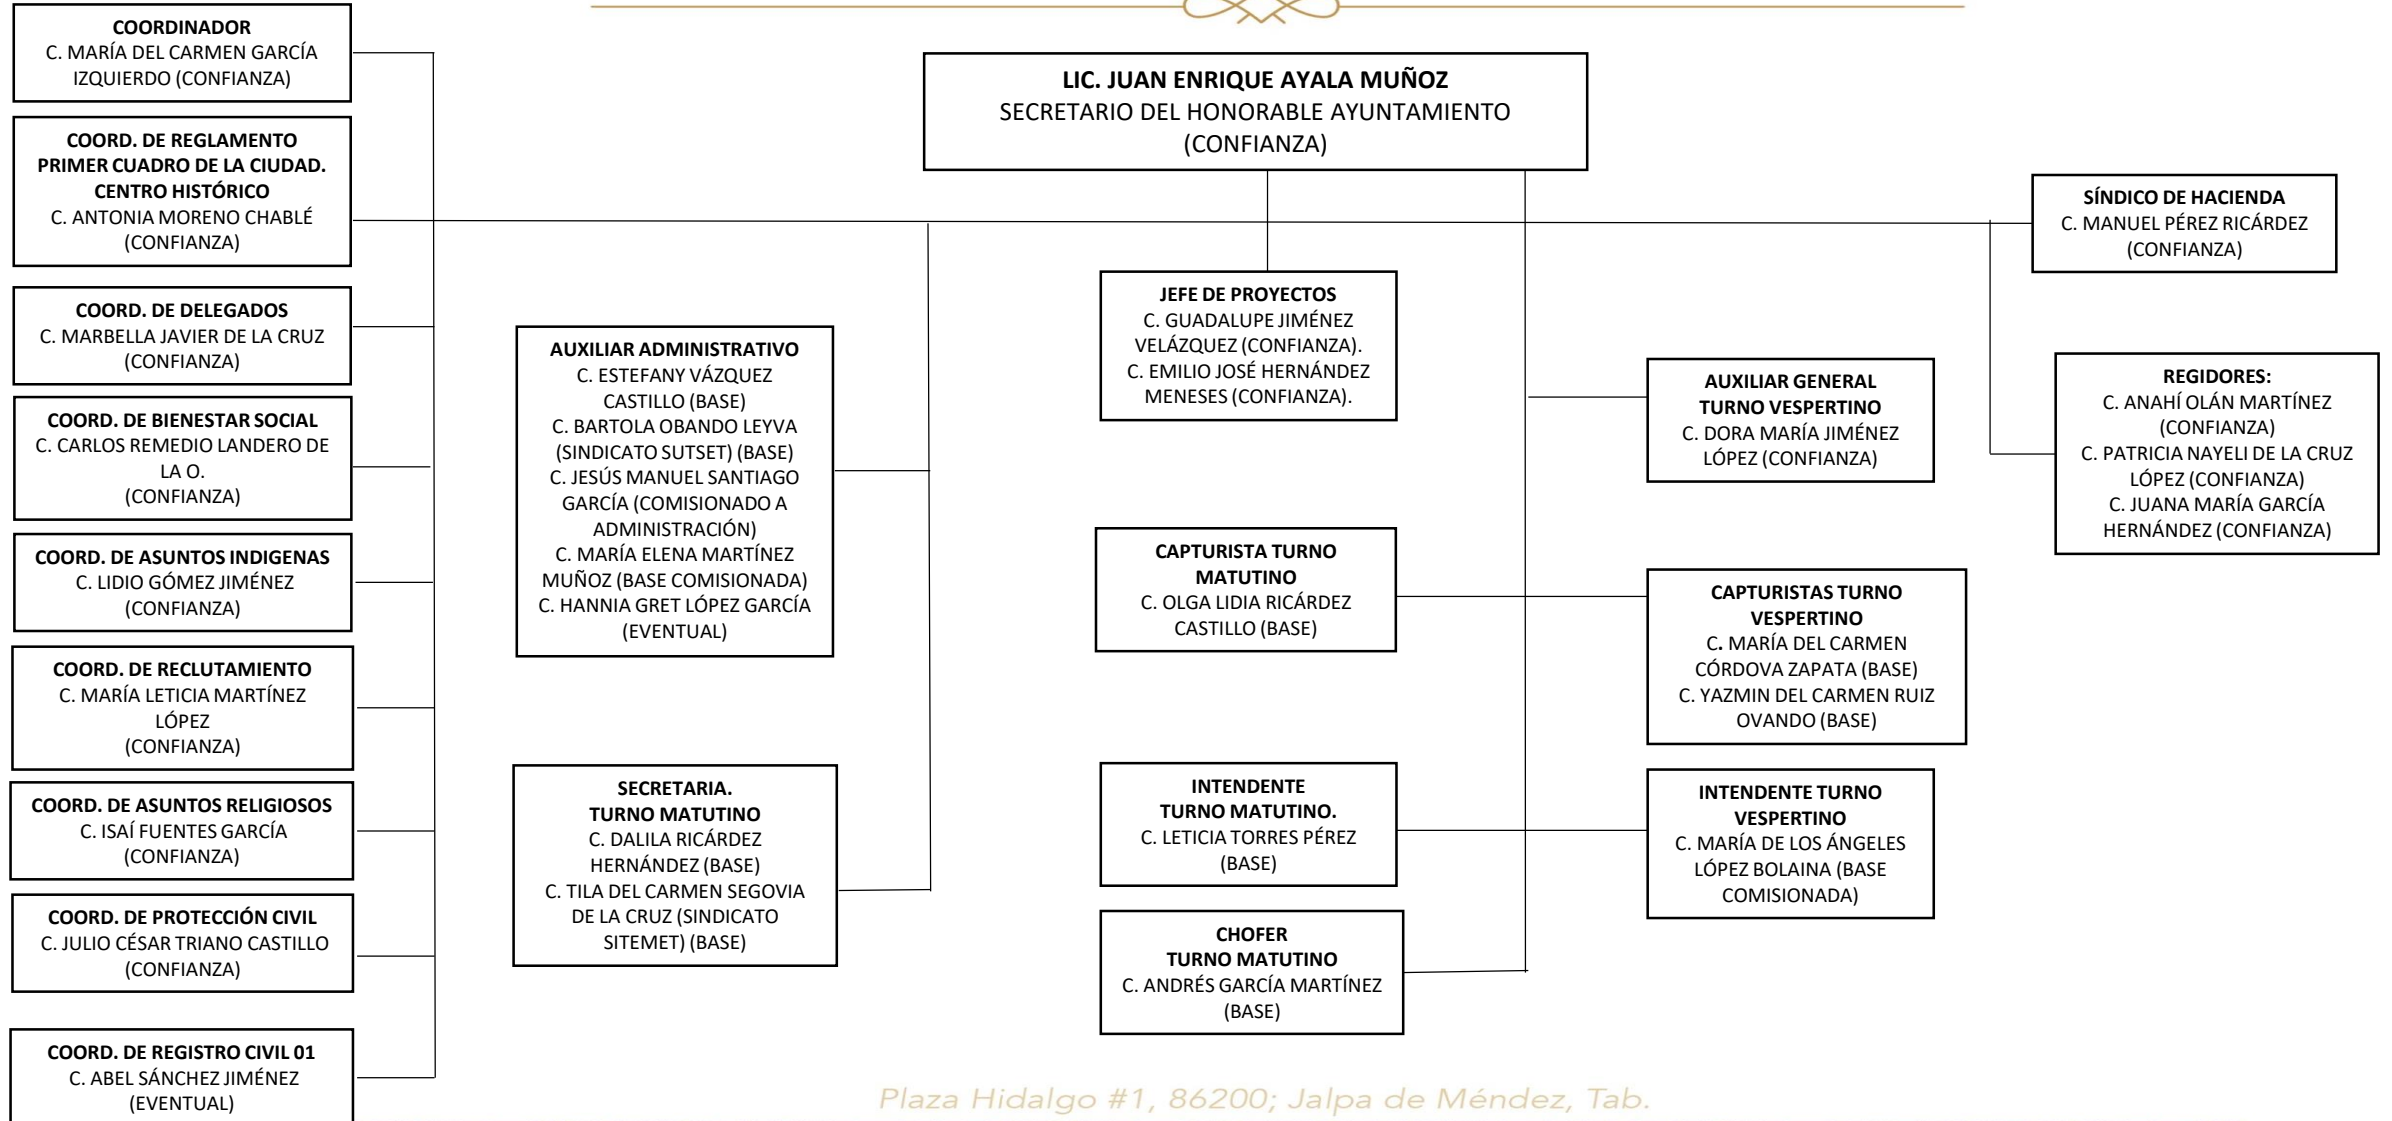 COORDINADOR
C. MARÍA DEL CARMEN GARCÍA
IZQUIERDO (CONFIANZA)
COORD. DE REGLAMENTO
PRIMER CUADRO DE LA CIUDAD.
CENTRO HISTÓRICO
C. ANTONIA MORENO CHABLÉ
(CONFIANZA)
COORD. DE DELEGADOS
C. MARBELLA JAVIER DE LA CRUZ
(CONFIANZA)
COORD. DE BIENESTAR SOCIAL
C. CARLOS REMEDIO LANDERO DE
LA O.
(CONFIANZA)
COORD. DE ASUNTOS INDIGENAS
C. LIDIO GÓMEZ JIMÉNEZ
(CONFIANZA)
COORD. DE RECLUTAMIENTO
C. MARÍA LETICIA MARTÍNEZ
LÓPEZ
(CONFIANZA)
COORD. DE ASUNTOS RELIGIOSOS
C. ISAÍ FUENTES GARCÍA
(CONFIANZA)
COORD. DE PROTECCIÓN CIVIL
C. JULIO CÉSAR TRIANO CASTILLO
(CONFIANZA)
COORD. DE REGISTRO CIVIL 01
C. ABEL SÁNCHEZ JIMÉNEZ
(EVENTUAL)
LIC. JUAN ENRIQUE AYALA MUÑOZ
SECRETARIO DEL HONORABLE AYUNTAMIENTO
(CONFIANZA)
AUXILIAR ADMINISTRATIVO
C. ESTEFANY VÁZQUEZ
CASTILLO (BASE)
C. BARTOLA OBANDO LEYVA
(SINDICATO SUTSET) (BASE)
C. JESÚS MANUEL SANTIAGO
GARCÍA (COMISIONADO A
ADMINISTRACIÓN)
C. MARÍA ELENA MARTÍNEZ
MUÑOZ (BASE COMISIONADA)
C. HANNIA GRET LÓPEZ GARCÍA
(EVENTUAL)
SECRETARIA.
TURNO MATUTINO
C. DALILA RICÁRDEZ
HERNÁNDEZ (BASE)
C. TILA DEL CARMEN SEGOVIA
DE LA CRUZ (SINDICATO
SITEMET) (BASE)
JEFE DE PROYECTOS
C. GUADALUPE JIMÉNEZ
VELÁZQUEZ (CONFIANZA).
C. EMILIO JOSÉ HERNÁNDEZ
MENESES (CONFIANZA).
CAPTURISTA TURNO
MATUTINO
C. OLGA LIDIA RICÁRDEZ
CASTILLO (BASE)
INTENDENTE
TURNO MATUTINO.
C. LETICIA TORRES PÉREZ
(BASE)
CHOFER
TURNO MATUTINO
C. ANDRÉS GARCÍA MARTÍNEZ
(BASE)
AUXILIAR GENERAL
TURNO VESPERTINO
C. DORA MARÍA JIMÉNEZ
LÓPEZ (CONFIANZA)
CAPTURISTAS TURNO
VESPERTINO
C. MARÍA DEL CARMEN
CÓRDOVA ZAPATA (BASE)
C. YAZMIN DEL CARMEN RUIZ
OVANDO (BASE)
INTENDENTE TURNO
VESPERTINO
C. MARÍA DE LOS ÁNGELES
LÓPEZ BOLAINA (BASE
COMISIONADA)
SÍNDICO DE HACIENDA
C. MANUEL PÉREZ RICÁRDEZ
(CONFIANZA)
REGIDORES:
C. ANAHÍ OLÁN MARTÍNEZ
(CONFIANZA)
C. PATRICIA NAYELI DE LA CRUZ
LÓPEZ (CONFIANZA)
C. JUANA MARÍA GARCÍA
HERNÁNDEZ (CONFIANZA)
Plaza Hidalgo #1, 86200; Jalpa de Méndez, Tab.